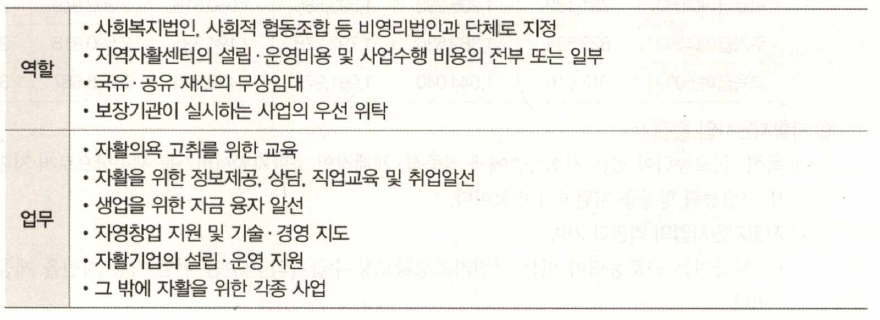 역할
• 사회복지법인, 사회적 협동조합 등 비영리법인과 단체로 지정
• 지역자활센터의 설립·운영비용 및 사업수행 비용의 전부 또는 일부
• 국유·공유 재산의 무상임대
• 보장기관이 실시하는 사업의 우선 위탁
업무
• 자활의욕 고취를 위한 교육
• 자활을 위한 정보제공, 상담, 직업교육 및 취업알선
• 생업을 위한 자금 융자 알선
• 자영창업 지원 및 기술·경영 지도
• 자활기업의 설립·운영 지원
• 그 밖에 자활을 위한 각종 사업